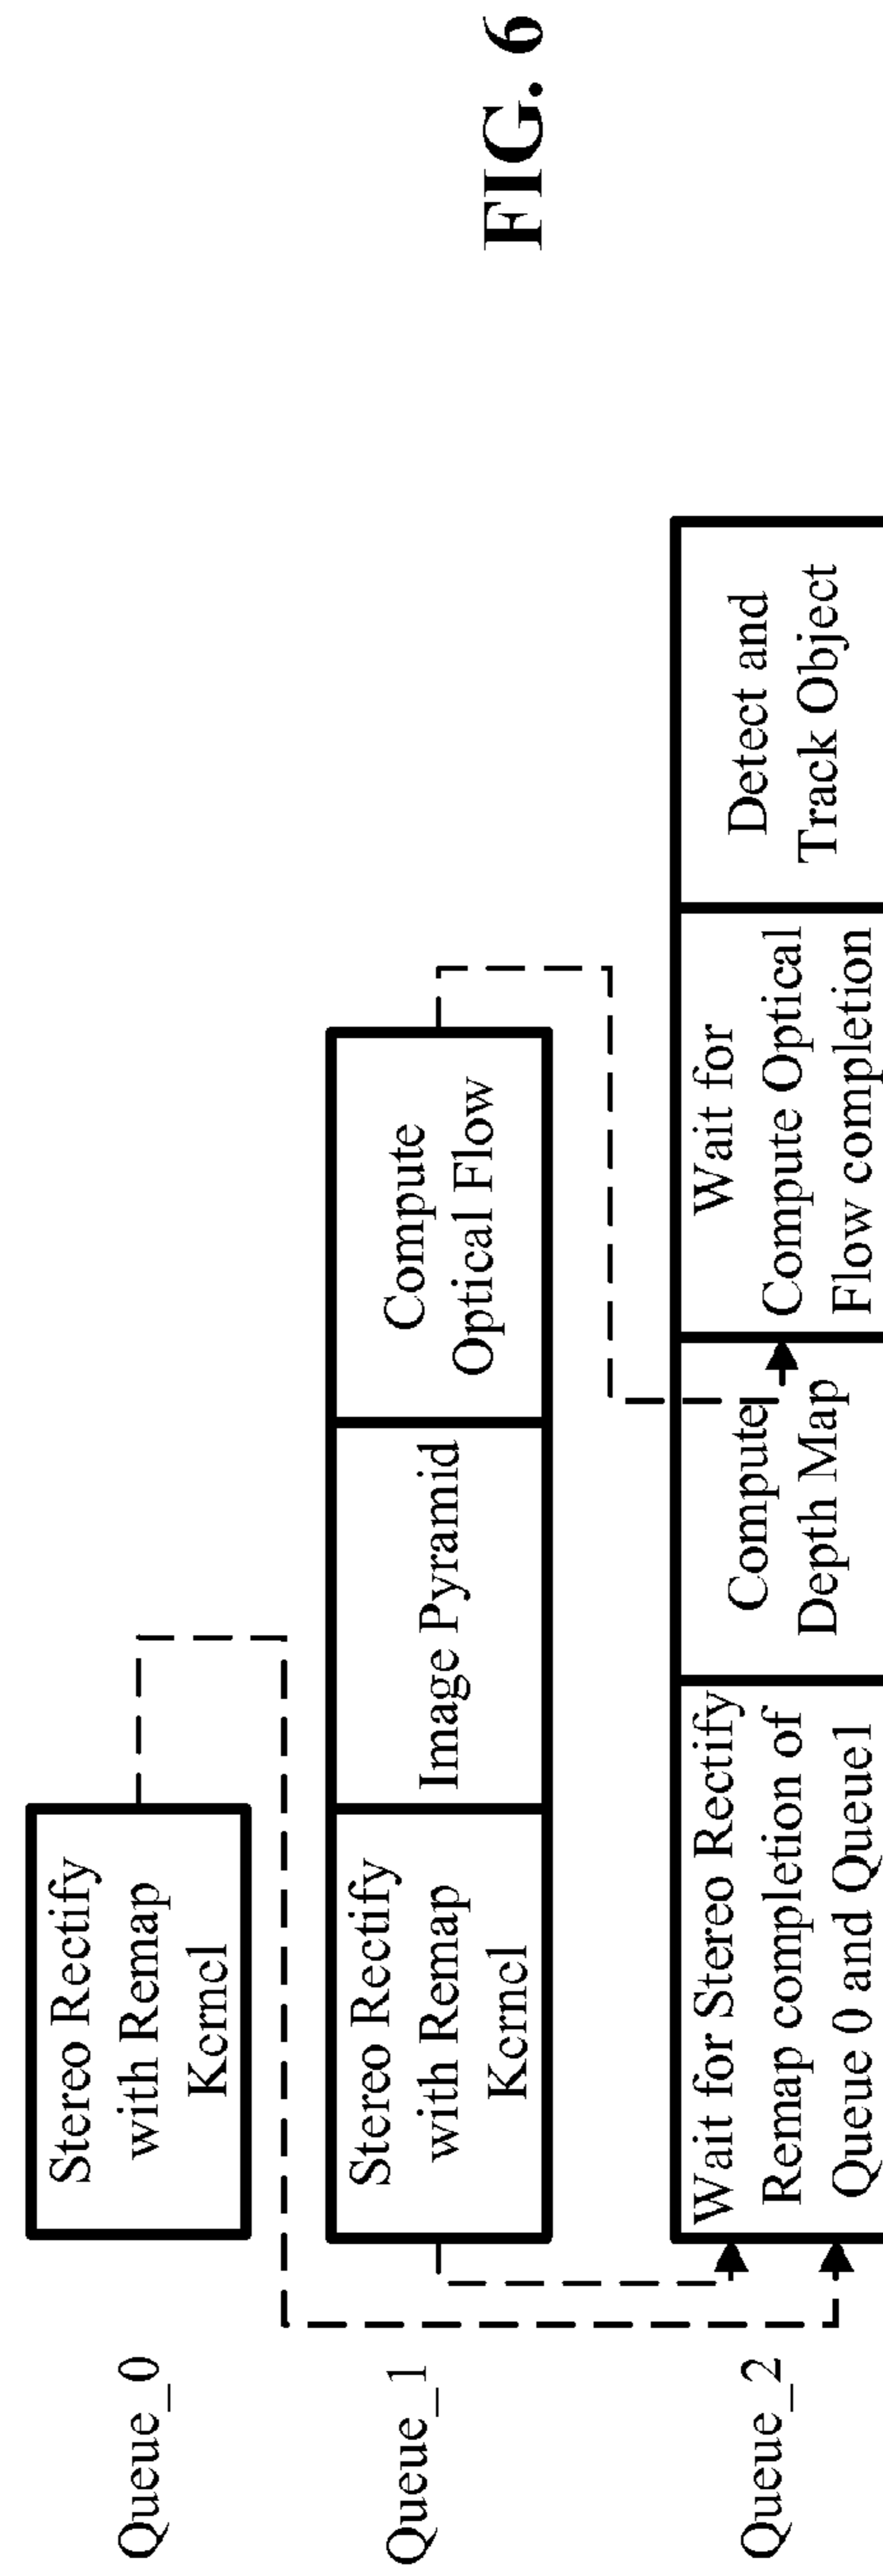 Queue_0
Stereo Rectify
with Remap
Kernel
Queue_1
Stereo Rectify
with Remap
Kernel
Image Pyramid
Compute
Optical Flow
Queue_2
Wait for Stereo Rectify
Remap completion of
Queue 0 and Queue1
Compute
Depth Map
Wait for
Compute Optical
Flow completion
Detect and
Track Object
FIG. 6